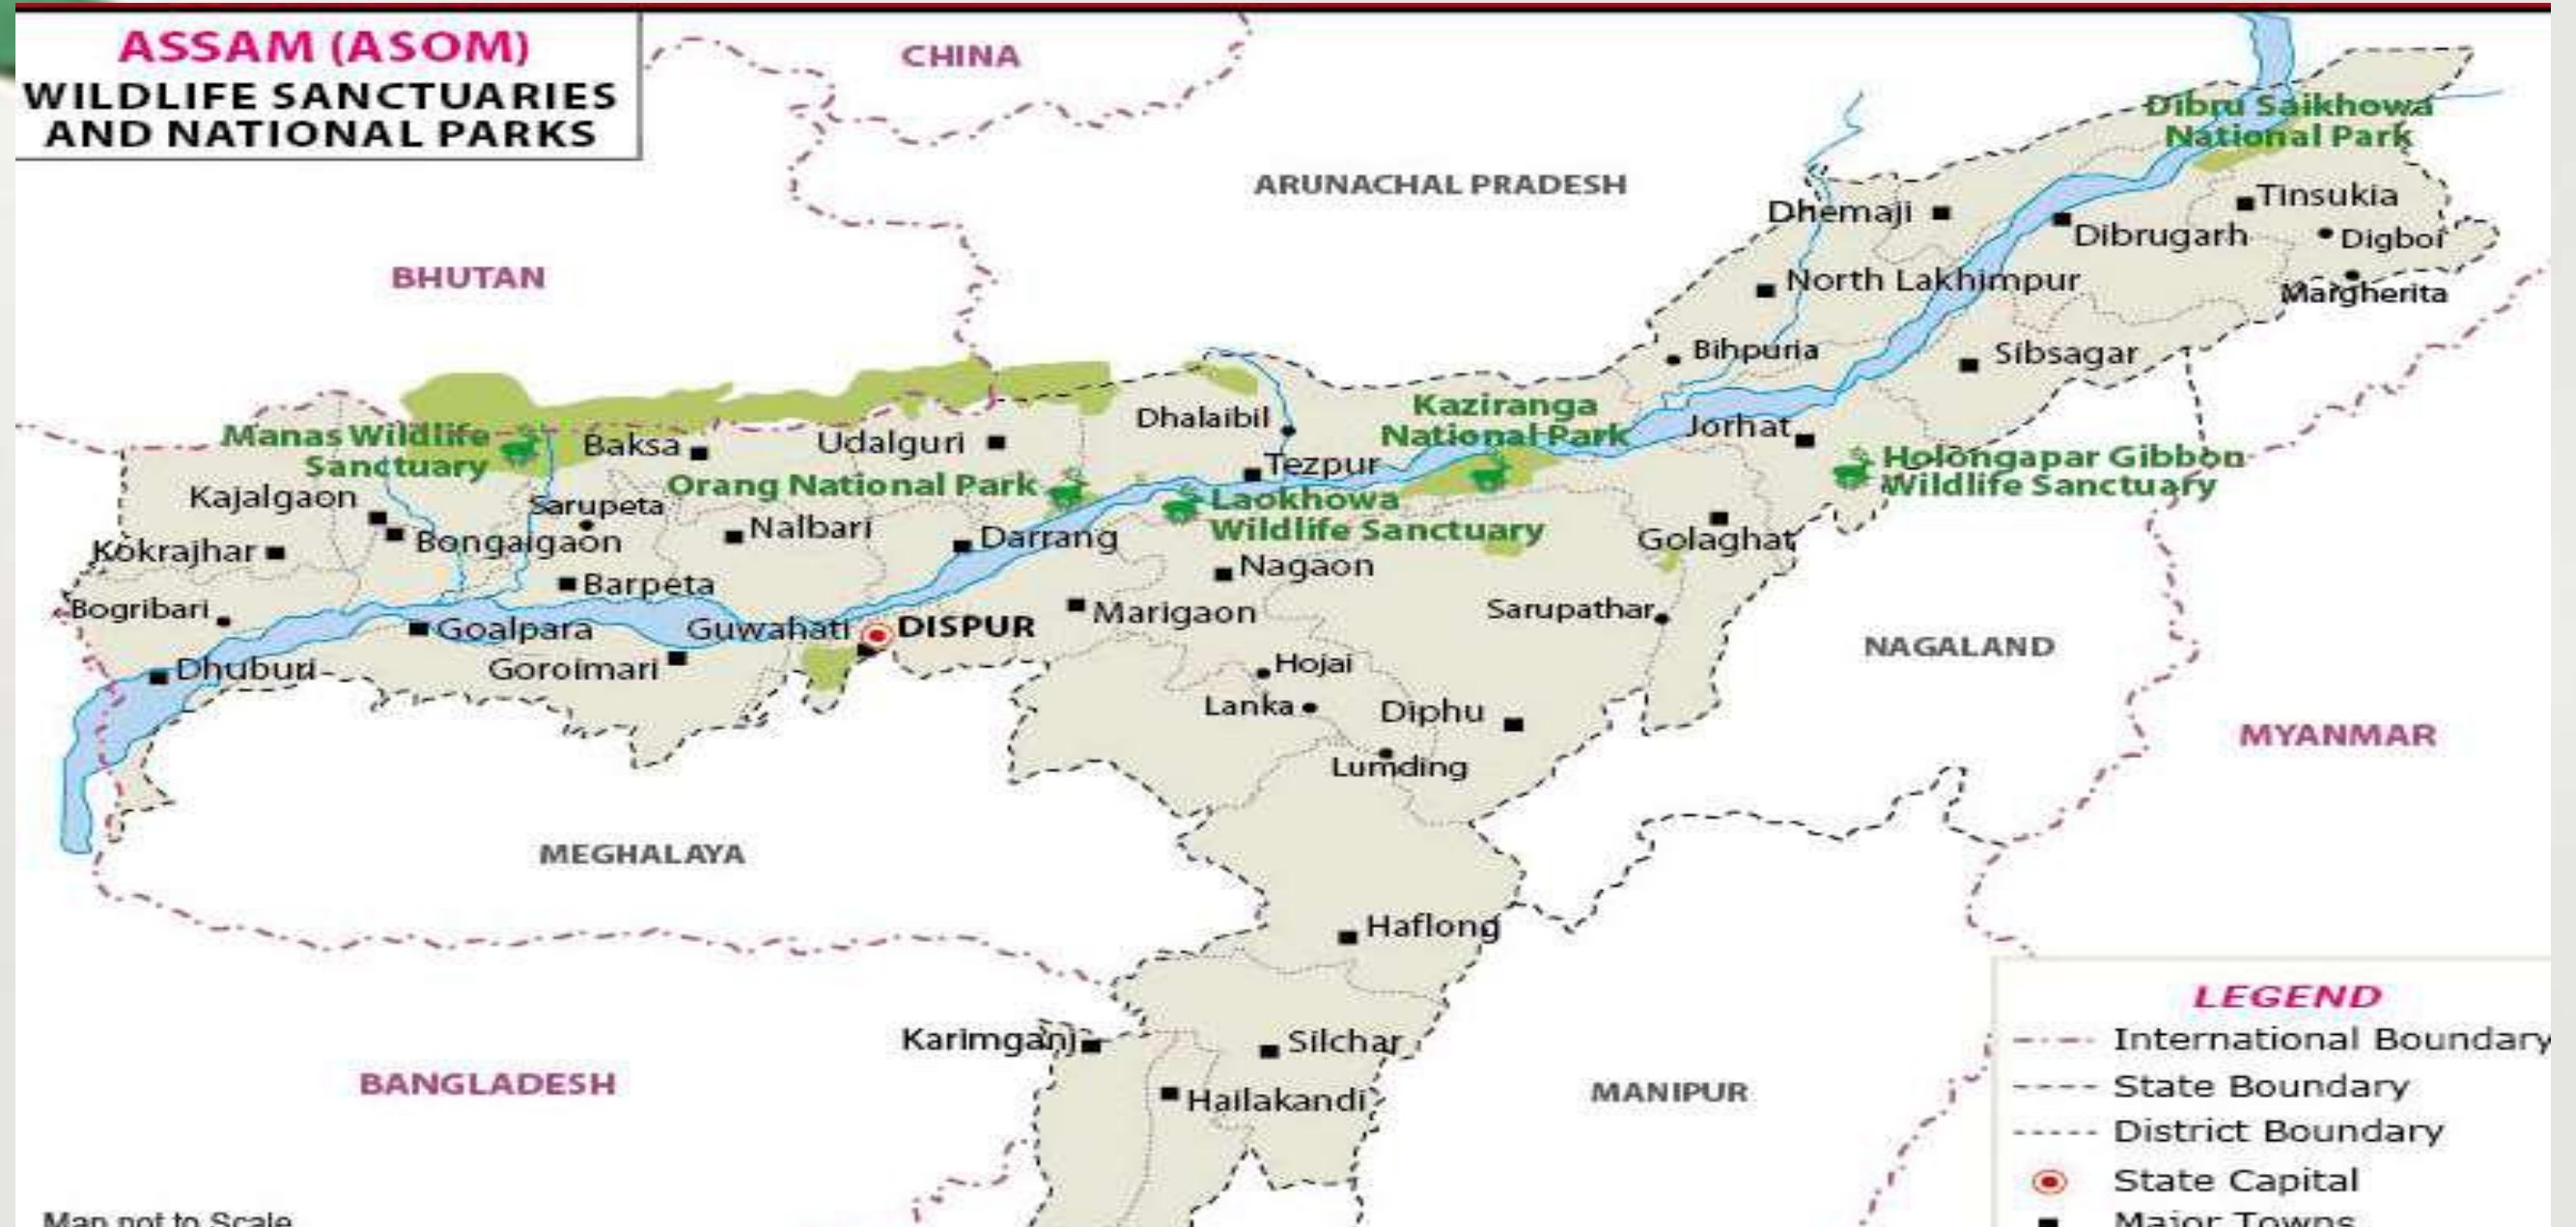 ASSAM (ASOM)
WILDLIFE SANCTUARIES
AND NATIONAL PARKS
CHINA
Dibru Saikhowa
National Park
ARUNACHAL PRADESH
Dhemaji
Tinsukia
Dibrugarh
Digboi
BHUTAN
North Lakhimpur
Margherita
Bihpuria
Sibsagar
Kaziranga
National Park
Dhalaibil
Jorhat
Manas Wildlife
Sanctuary
Baksa
Udalguri
Tezpur
Holongapar Gibbon
Wildlife Sanctuary
Orang National Park
Kajalgaon
Sarupeta
Laokhowa
Wildlife Sanctuary
Nalbari
Darrang
Golaghat
Bongaigaon
Kokrajhar
Nagaon
Barpeta
Bogribari
Marigaon
Sarupathar
Goalpara
Guwahati
DISPUR
NAGALAND
Dhuburi
Goroimari
Hojai
Lanka
Diphu
MYANMAR
Lumding
MEGHALAYA
Haflong
Karimganj
Silchar
BANGLADESH
Hailakandi
MANIPUR
LEGEND
International Boundary
State Boundary
District Boundary
State Capital
Major Towns
Map not to Scale